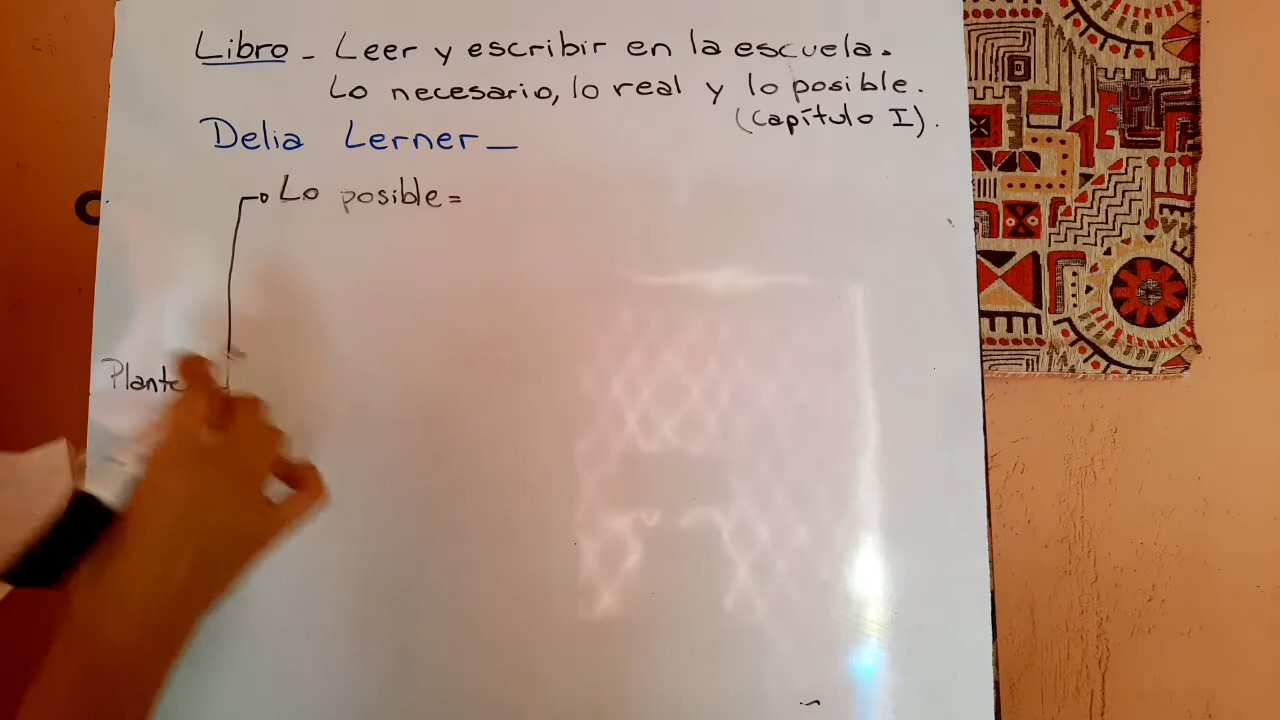 Libro - Leer y escribir en la escuela.
Lo necesario, lo real y lo posible.
(Capítulo I).
Delia Lerner -
Lo posible =